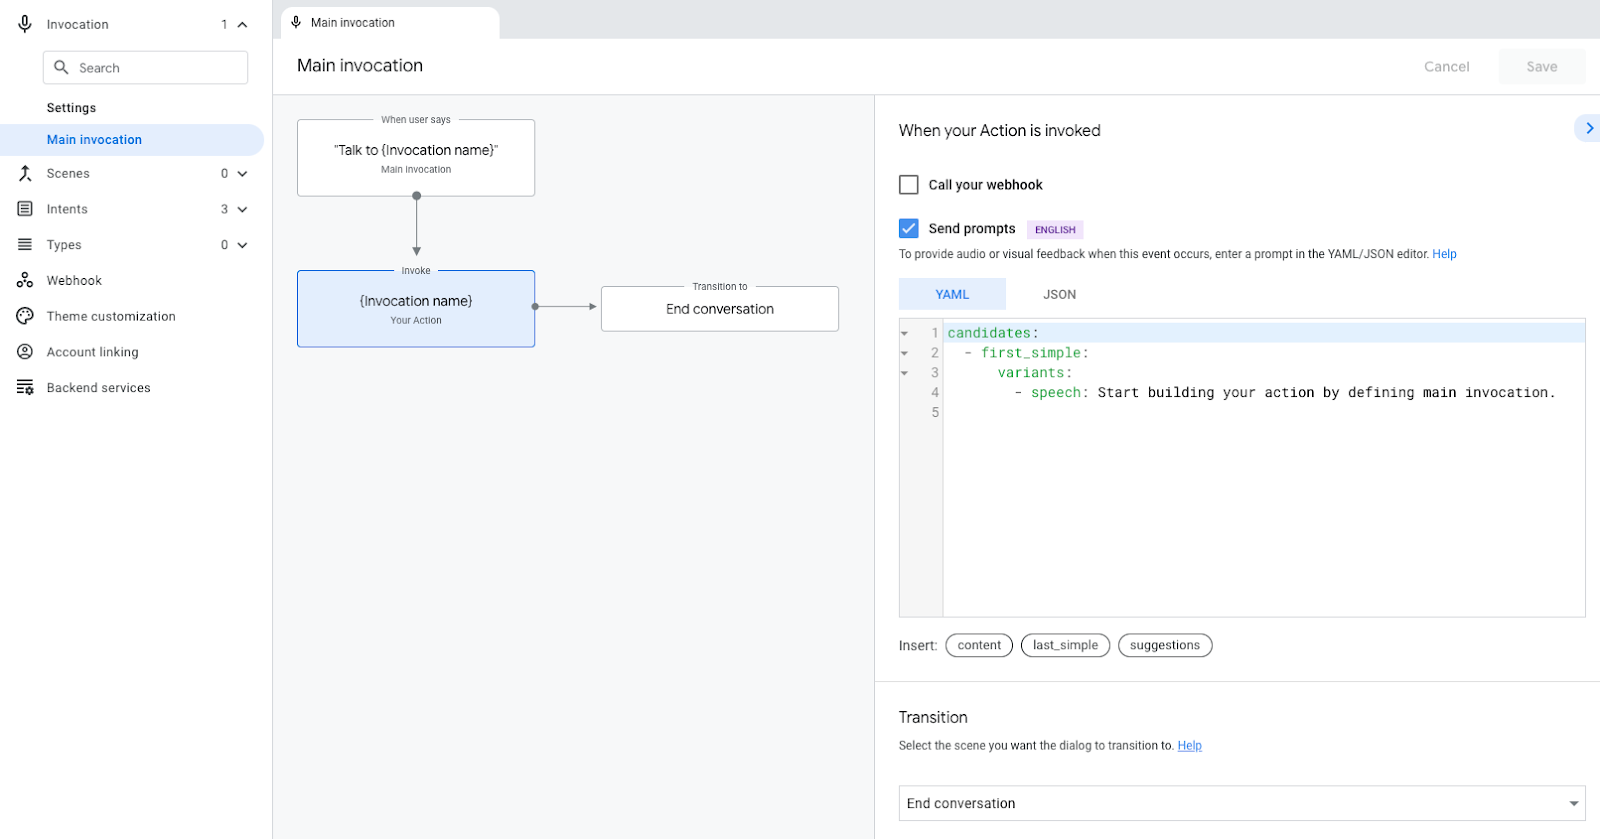 Invocation 1
Search
Settings
Main invocation
Scenes 0
Intents 3
Types 0
Webhook
Theme customization
Account linking
Backend services
Main invocation
Main invocation
Cancel Save
When user says
"Talk to {Invocation name}"
Main invocation
Invoke
{Invocation name}
Your Action
Transition to
End conversation
When your Action is invoked
Call your webhook
Send prompts ENGLISH
To provide audio or visual feedback when this event occurs, enter a prompt in the YAML/JSON editor. Help
YAML JSON
1 candidates:
2 - first_simple:
3 variants:
4 - speech: Start building your action by defining main invocation.
5
Insert: content last_simple suggestions
Transition
Select the scene you want the dialog to transition to. Help
End conversation